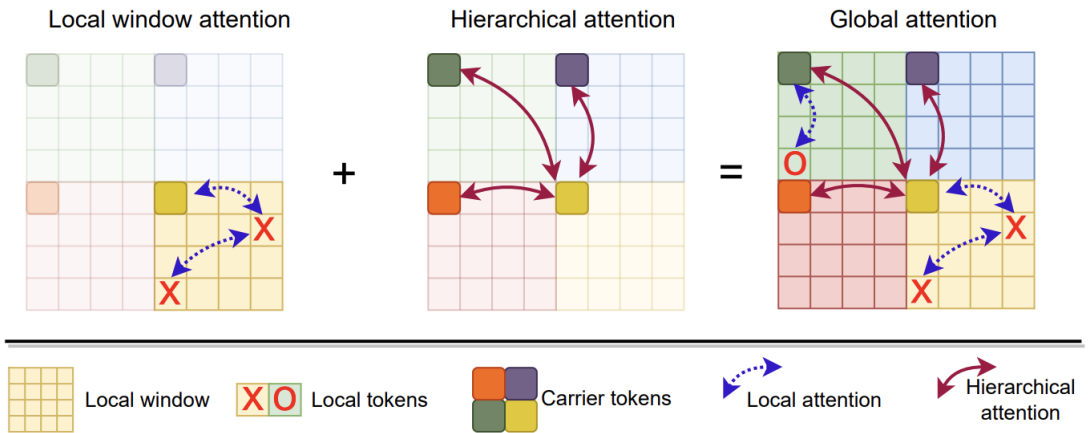 Local window attention
Hierarchical attention
Global attention
+
=
O
X
X
X
X
Local window
X O
Local tokens
Carrier tokens
Local attention
Hierarchical
attention